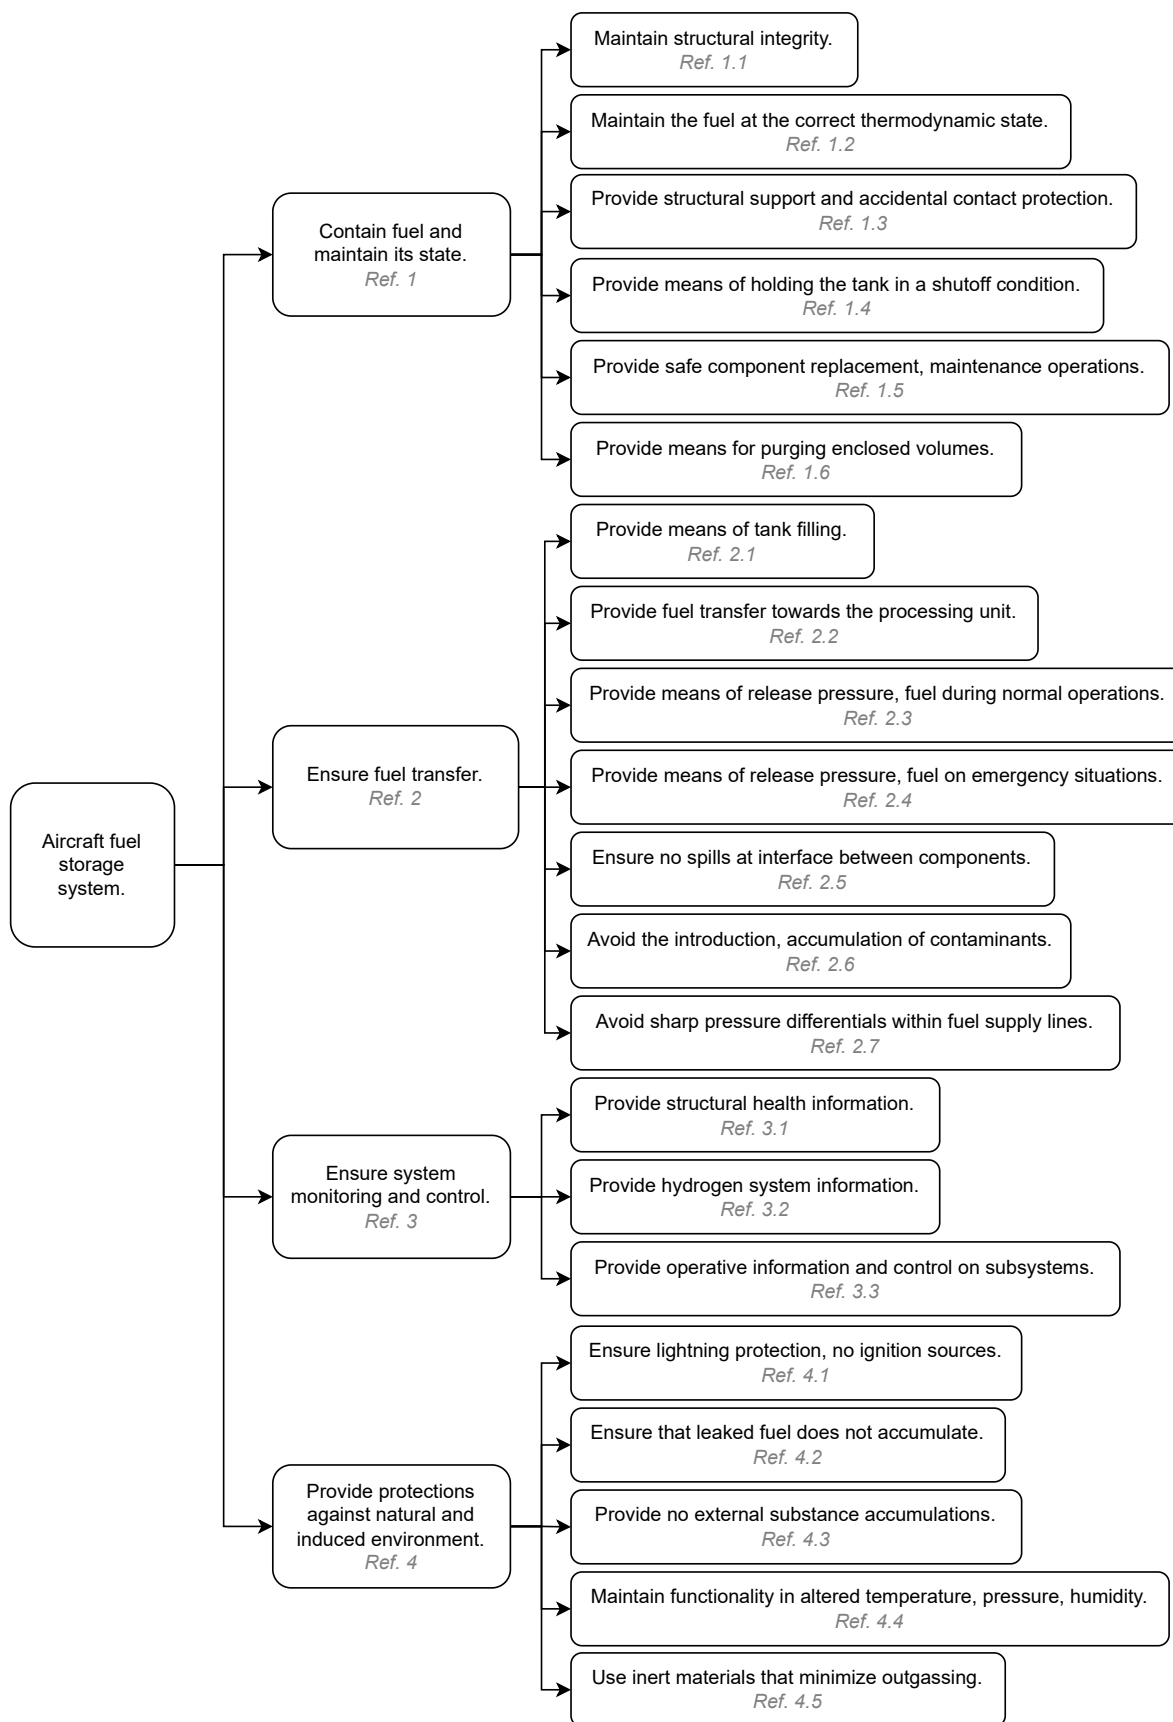 Maintain structural integrity.
Ref. 1.1
Maintain the fuel at the correct thermodynamic state.
Ref. 1.2
Provide structural support and accidental contact protection.
Ref. 1.3
Contain fuel and
maintain its state.
Ref. 1
Provide means of holding the tank in a shutoff condition.
Ref. 1.4
Provide safe component replacement, maintenance operations.
Ref. 1.5
Provide means for purging enclosed volumes.
Ref. 1.6
Provide means of tank filling.
Ref. 2.1
Provide fuel transfer towards the processing unit.
Ref. 2.2
Provide means of release pressure, fuel during normal operations.
Ref. 2.3
Ensure fuel transfer.
Ref. 2
Provide means of release pressure, fuel on emergency situations.
Ref. 2.4
Aircraft fuel
storage
system.
Ensure no spills at interface between components.
Ref. 2.5
Avoid the introduction, accumulation of contaminants.
Ref. 2.6
Avoid sharp pressure differentials within fuel supply lines.
Ref. 2.7
Provide structural health information.
Ref. 3.1
Ensure system
monitoring and control.
Ref. 3
Provide hydrogen system information.
Ref. 3.2
Provide operative information and control on subsystems.
Ref. 3.3
Ensure lightning protection, no ignition sources.
Ref. 4.1
Ensure that leaked fuel does not accumulate.
Ref. 4.2
Provide protections
against natural and
induced environment.
Ref. 4
Provide no external substance accumulations.
Ref. 4.3
Maintain functionality in altered temperature, pressure, humidity.
Ref. 4.4
Use inert materials that minimize outgassing.
Ref. 4.5